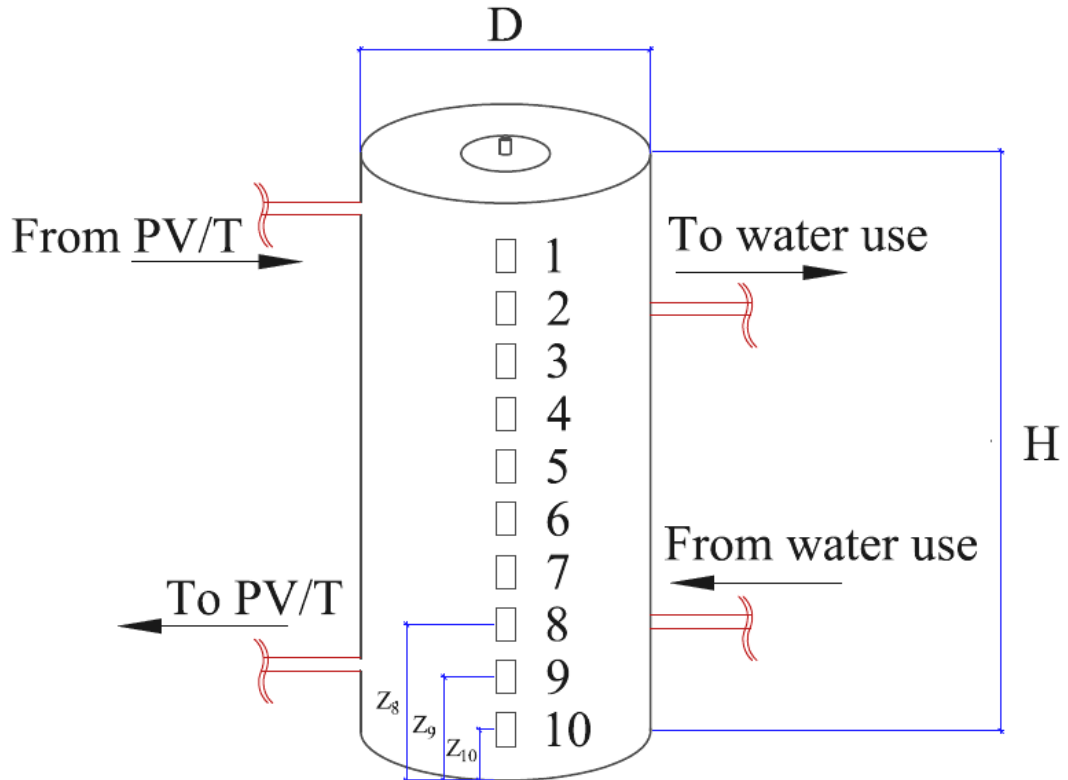 D
From PV/T
To water use
1
2
3
4
H
5
6
From water use
7
To PV/T
8
Z8
9
Z9
10
Z10